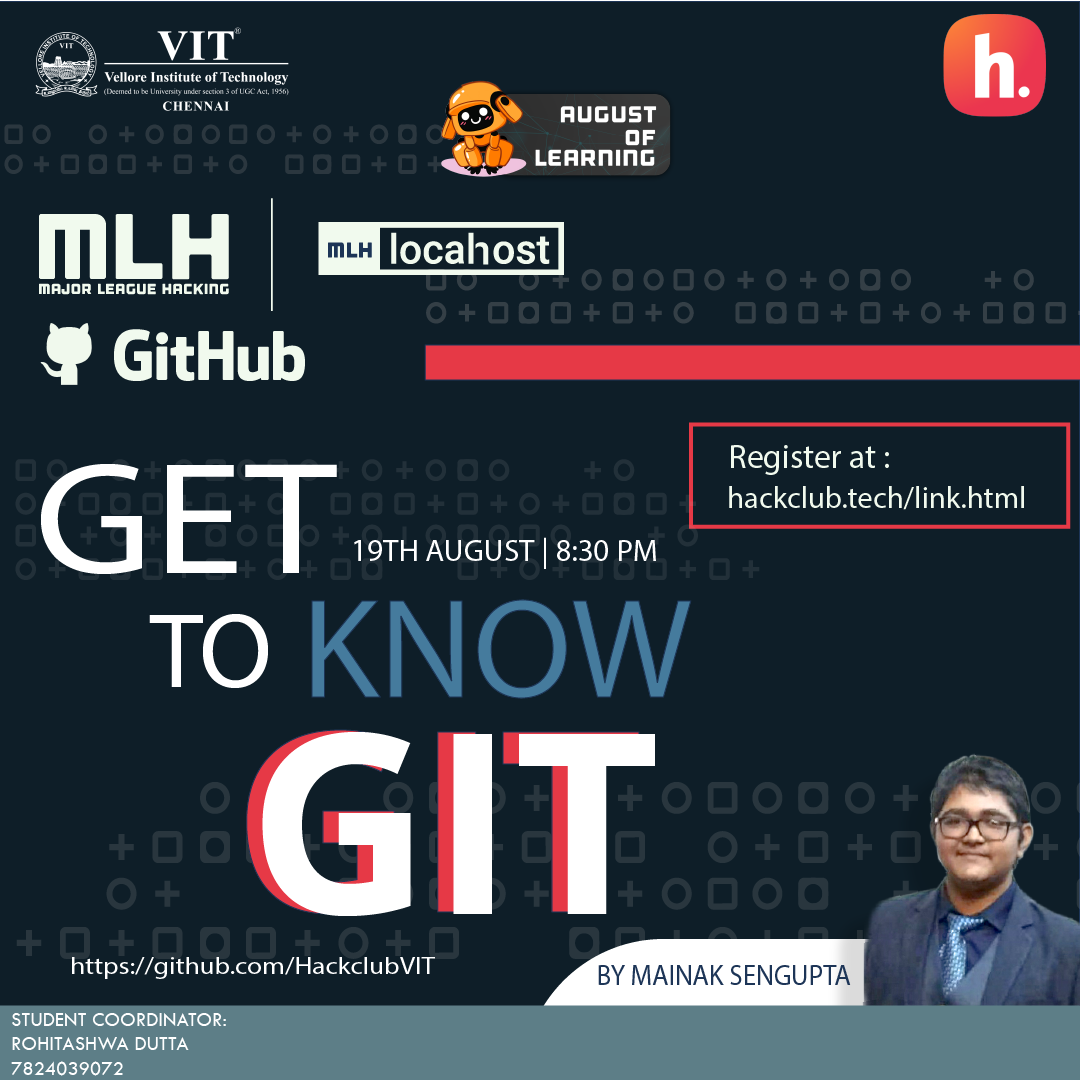 VIT®
Vellore Institute of Technology
(Deemed to be University under section 3 of UGC Act, 1956)
CHENNAI
h.
AUGUST
OF
LEARNING
MLH
MAJOR LEAGUE HACKING
MLH locahost
GitHub
Register at :
hackclub.tech/link.html
GET
19TH AUGUST | 8:30 PM
TO KNOW
GIT
https://github.com/HackclubVIT
BY MAINAK SENGUPTA
STUDENT COORDINATOR:
ROHITASHWA DUTTA
7824039072